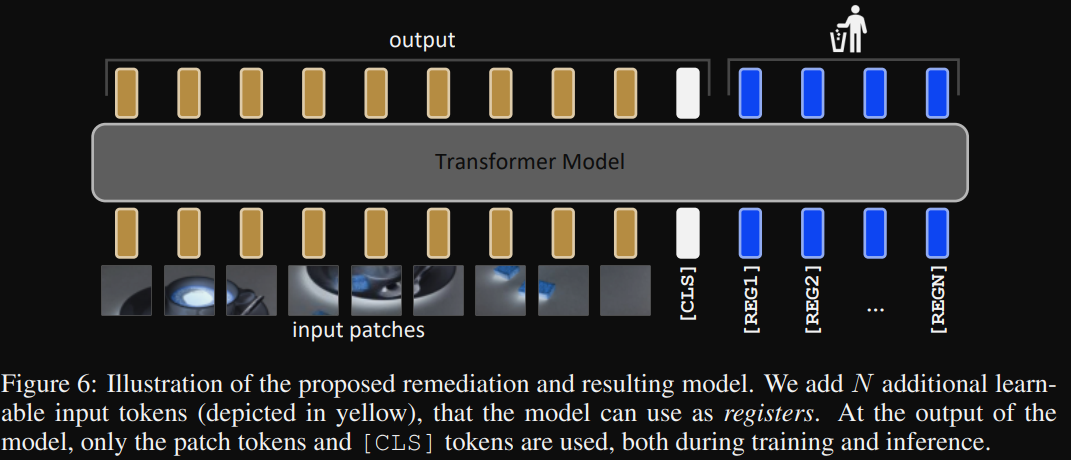 output
Transformer Model
input patches
[CLS]
[REG1]
[REG2]
...
[REGN]
Figure 6: Illustration of the proposed remediation and resulting model. We add N additional learn-
able input tokens (depicted in yellow), that the model can use as registers. At the output of the
model, only the patch tokens and [CLS] tokens are used, both during training and inference.